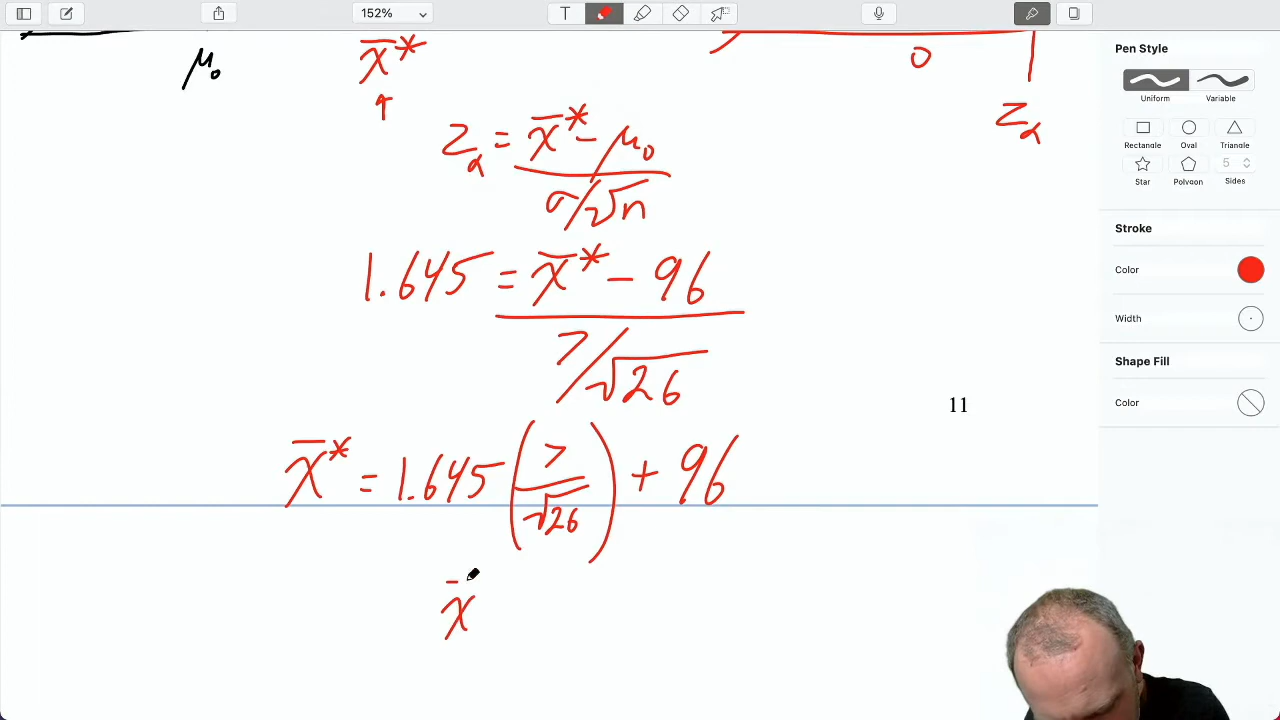 152%
T
Pen Style
Uniform Variable
Rectangle Oval Triangle
5
Star Polygon Sides
Stroke
Color
Width
Shape Fill
Color
μ₀ x̄* 0
z_α
z_α = (x̄* - μ₀) / (σ/√n)
1.645 = (x̄* - 96) / (7/√26)
11
x̄* = 1.645 (7/√26) + 96
x̄